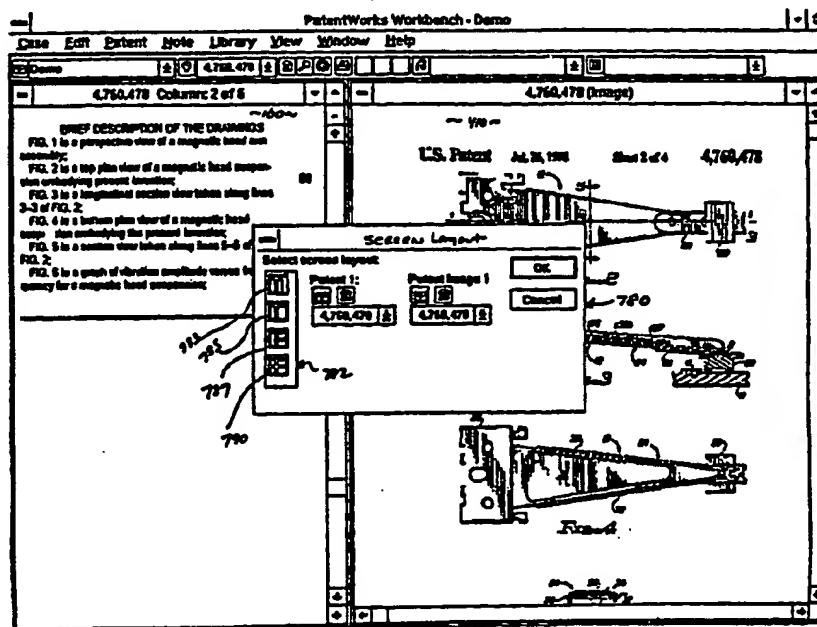 PatentWorks Workbench - Demo
Case Edit Patent Note Library View Window Help
Demo 4,760,478
4,760,478 Column: 2 of 6
4,760,478 (Image)
~160~
BRIEF DESCRIPTION OF THE DRAWINGS
FIG. 1 is a perspective view of a magnetic head arm
assembly;
FIG. 2 is a top plan view of a magnetic head suspen-
sion embodying present invention;
FIG. 3 is a longitudinal section view taken along lines
3-3 of FIG. 2;
FIG. 4 is a bottom plan view of a magnetic head
susp sion embodying the present invention;
FIG. 5 is a section view taken along lines 5-5 of
FIG. 2;
FIG. 6 is a graph of vibration amplitude versus fre
quency for a magnetic head suspension;
U.S. Patent Jul. 26, 1988 Sheet 2 of 4 4,760,478
Screen Layout
Select screen layout:
Patent 1: Patent Image 1
4,760,478 4,760,478
OK
Cancel
780
785
787
790
782